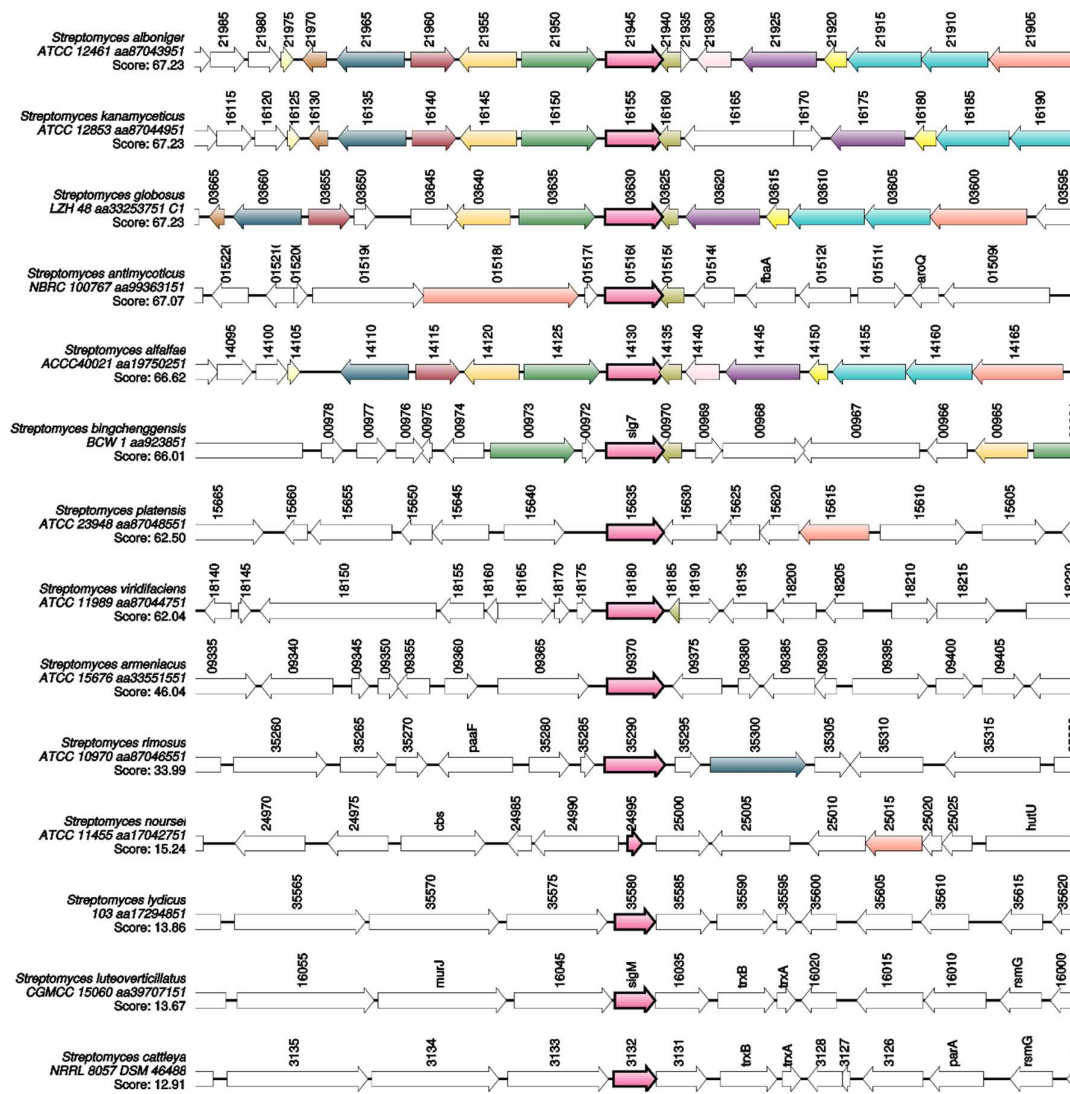 21985 21980 21975 21970 21965 21960 21955 21950 21945 21940 21935 21930 21925 21920 21915 21910 21905
Streptomyces alboniger
ATCC 12461 aa87043951
Score: 67.23
16115 16120 16125 16130 16135 16140 16145 16150 16155 16160 16165 16170 16175 16180 16185 16190
Streptomyces kanamyceticus
ATCC 12853 aa87044951
Score: 67.23
03665 03660 03655 03650 03645 03640 03635 03630 03625 03620 03615 03610 03605 03600 03595
Streptomyces globosus
LZH 48 aa33253751 C1
Score: 67.23
01522( 01521( 01520( 01519( 01518( 01517( 01516( 01515( 01514( fbaA 01512( 01511( aroQ 01509(
Streptomyces antimycoticus
NBRC 100767 aa99363151
Score: 67.07
14095 14100 14105 14110 14115 14120 14125 14130 14135 14140 14145 14150 14155 14160 14165
Streptomyces alfalfae
ACCC40021 aa19750251
Score: 66.62
00978 00977 00976 00975 00974 00973 00972 sig7 00970 00969 00968 00967 00966 00965
Streptomyces bingchenggensis
BCW 1 aa923851
Score: 66.01
15665 15660 15655 15650 15645 15640 15635 15630 15625 15620 15615 15610 15605
Streptomyces platensis
ATCC 23948 aa87048551
Score: 62.50
18140 18145 18150 18155 18160 18165 18170 18175 18180 18185 18190 18195 18200 18205 18210 18215 18220
Streptomyces viridifaciens
ATCC 11989 aa87044751
Score: 62.04
09335 09340 09345 09350 09355 09360 09365 09370 09375 09380 09385 09390 09395 09400 09405
Streptomyces armeniacus
ATCC 15676 aa33551551
Score: 46.04
35260 35265 35270 paaF 35280 35285 35290 35295 35300 35305 35310 35315
Streptomyces rimosus
ATCC 10970 aa87046551
Score: 33.99
24970 24975 cbs 24985 24990 24995 25000 25005 25010 25015 25020 25025 hutU
Streptomyces noursei
ATCC 11455 aa17042751
Score: 15.24
35565 35570 35575 35580 35585 35590 35595 35600 35605 35610 35615 35620
Streptomyces lydicus
103 aa17294851
Score: 13.86
16055 murJ 16045 sigM 16035 trxB trxA 16020 16015 16010 rsmG 16000
Streptomyces luteoverticillatus
CGMCC 15060 aa39707151
Score: 13.67
3135 3134 3133 3132 3131 trxB trxA 3128 3127 3126 parA rsmG
Streptomyces cattleya
NRRL 8057 DSM 46488
Score: 12.91